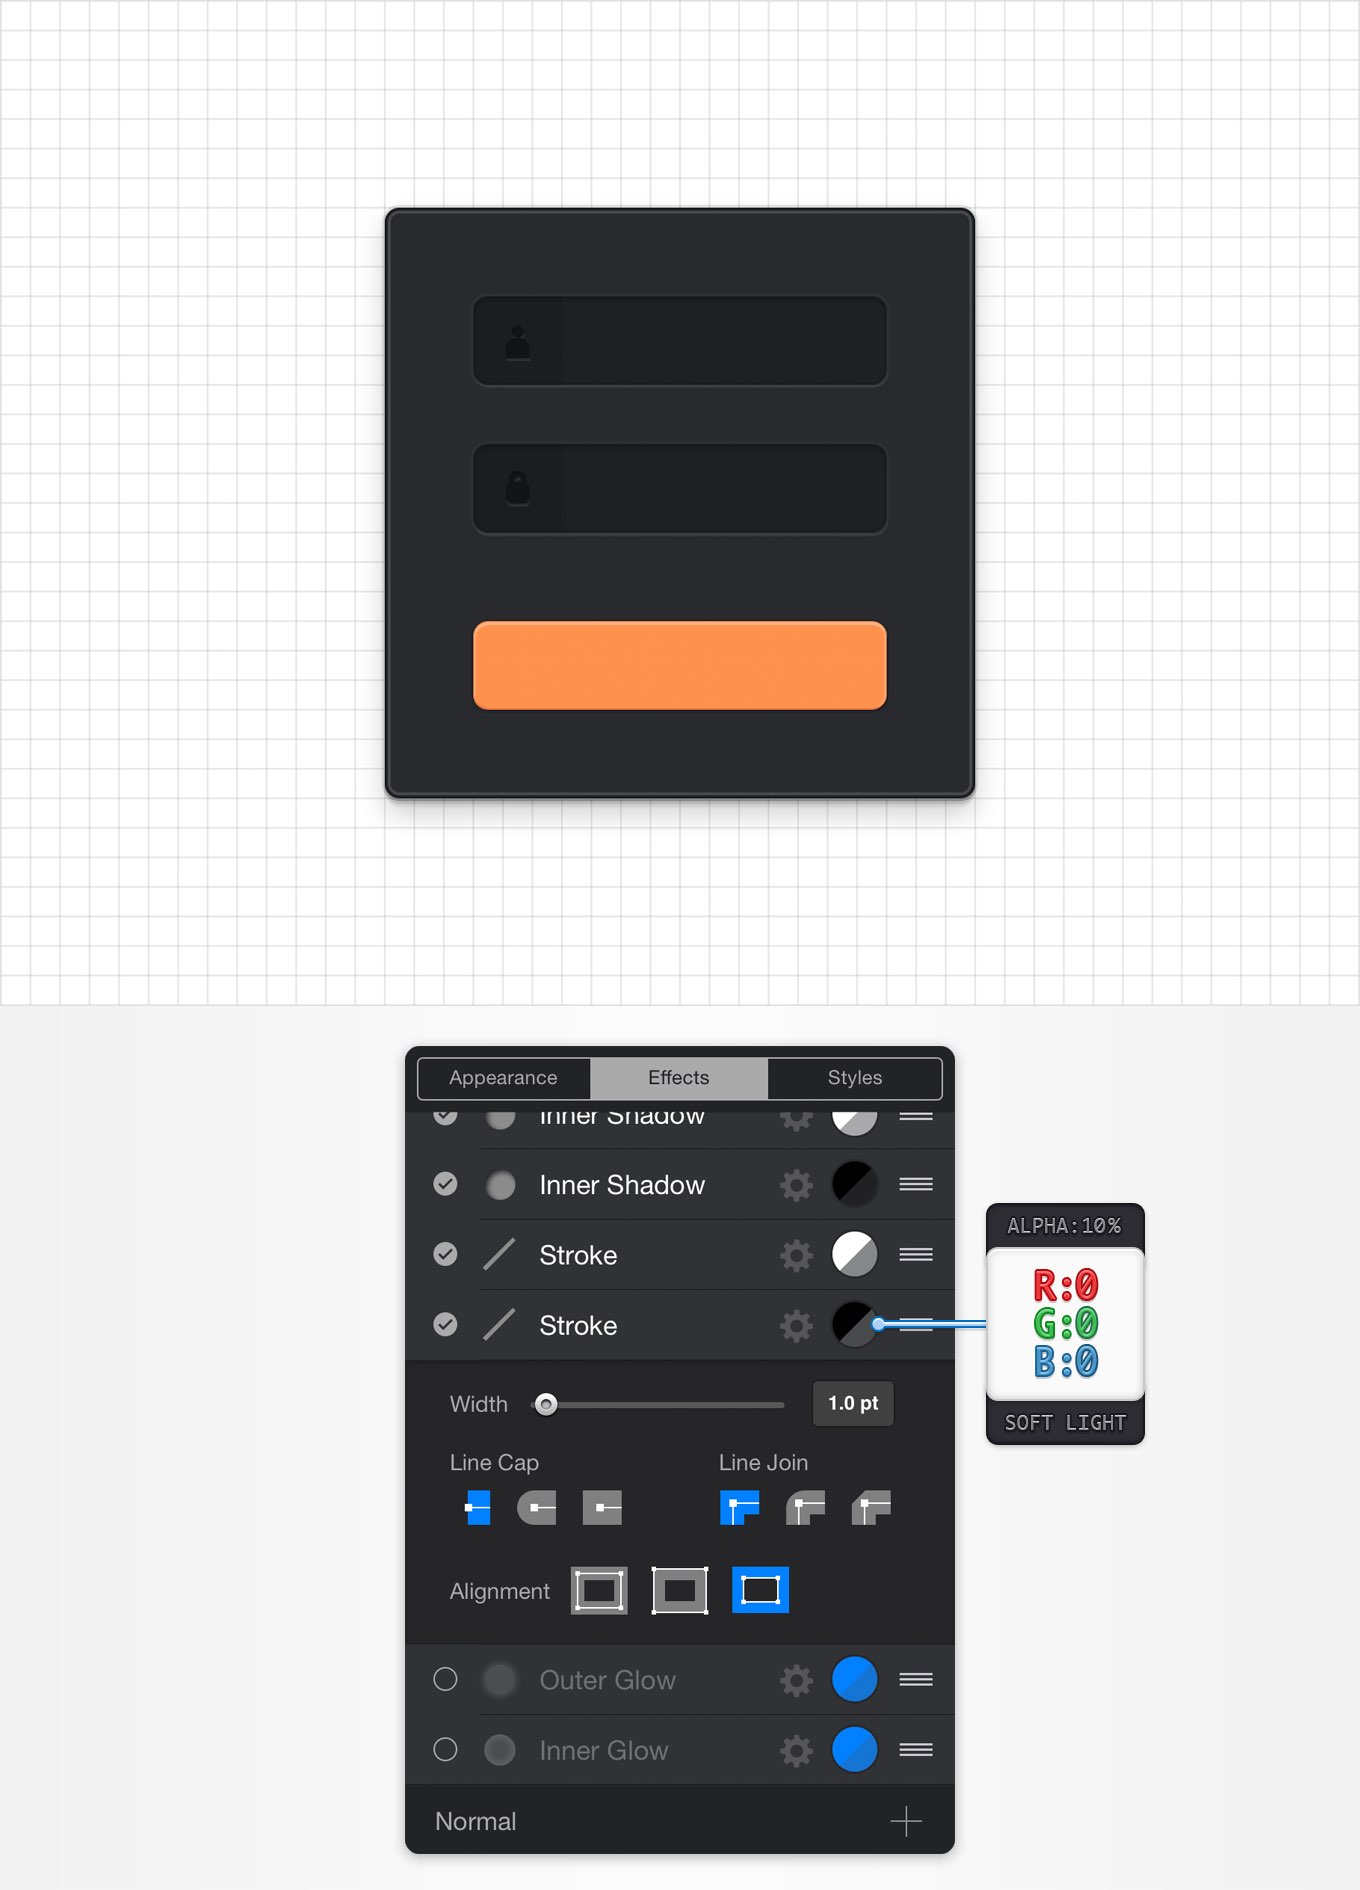 Appearance
Effects
Styles
Inner Shadow
Inner Shadow
Stroke
Stroke
ALPHA:10%
R:0
G:0
B:0
SOFT LIGHT
Width
1.0 pt
Line Cap
Line Join
Alignment
Outer Glow
Inner Glow
Normal